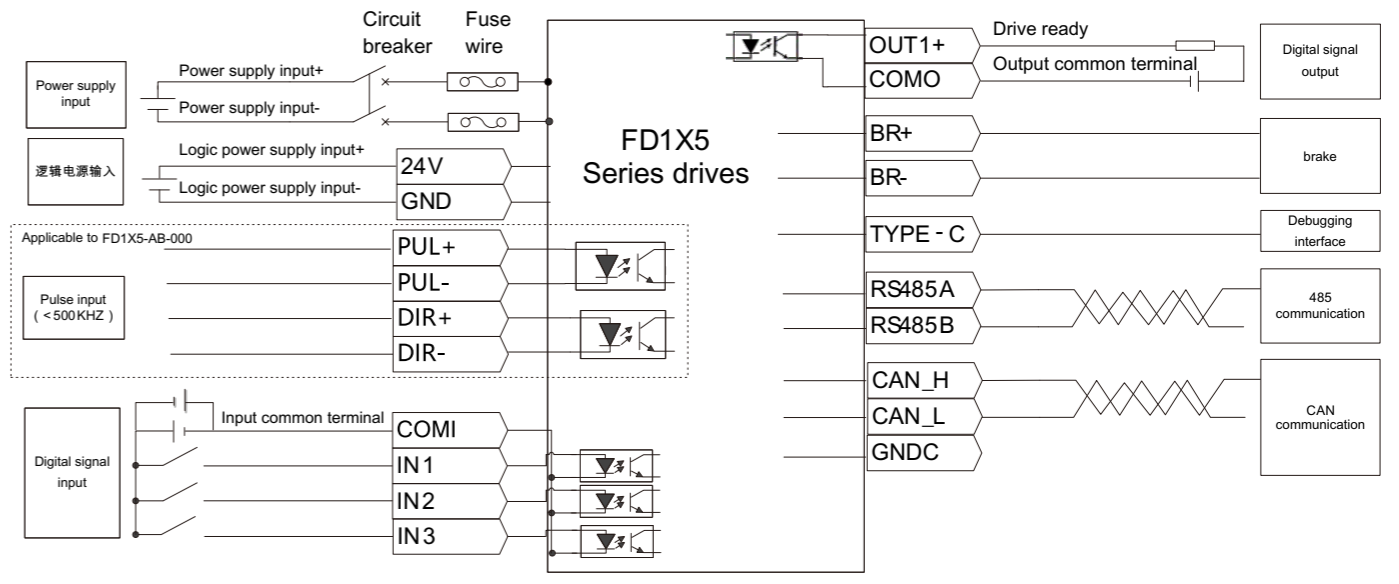 Circuit
breaker
Fuse
wire
Power supply
input
Power supply input+
Power supply input-
逻辑电源输入
Logic power supply input+
Logic power supply input-
24V
GND
Applicable to FD1X5-AB-000
Pulse input
( <500KHZ )
PUL+
PUL-
DIR+
DIR-
Digital signal
input
Input common terminal
COMI
IN1
IN2
IN3
FD1X5
Series drives
OUT1+
COMO
Drive ready
Output common terminal
Digital signal
output
BR+
BR-
brake
TYPE-C
Debugging
interface
RS485A
RS485B
485
communication
CAN_H
CAN_L
GNDC
CAN
communication